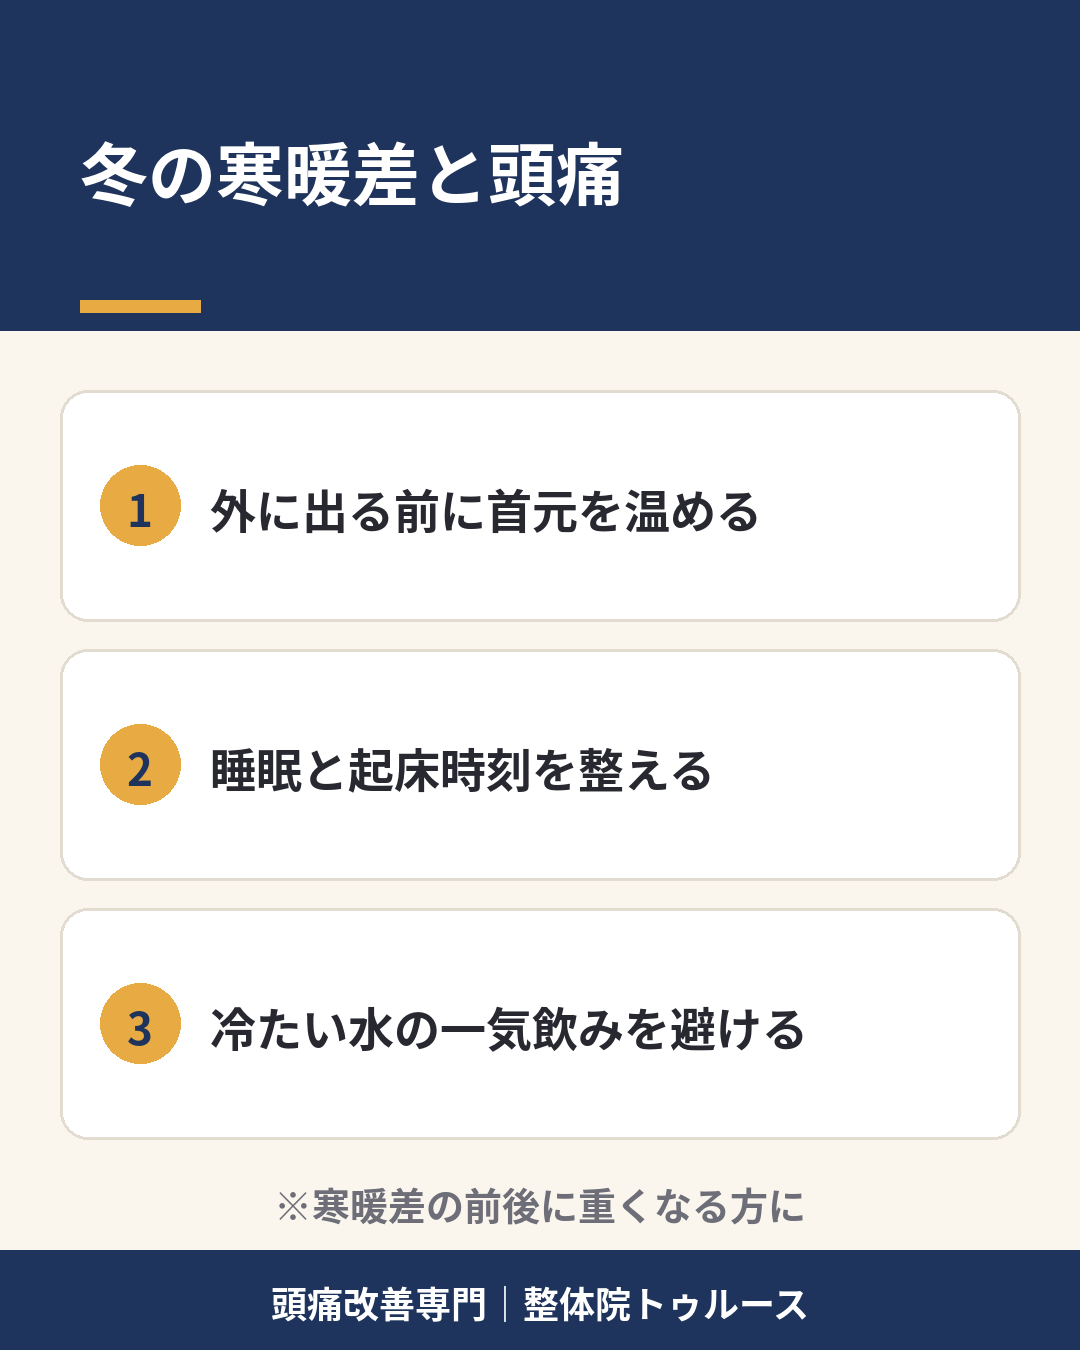 冬の寒暖差と頭痛
1 外に出る前に首元を温める
2 睡眠と起床時刻を整える
3 冷たい水の一気飲みを避ける
※寒暖差の前後に重くなる方に
頭痛改善専門｜整体院トゥルース